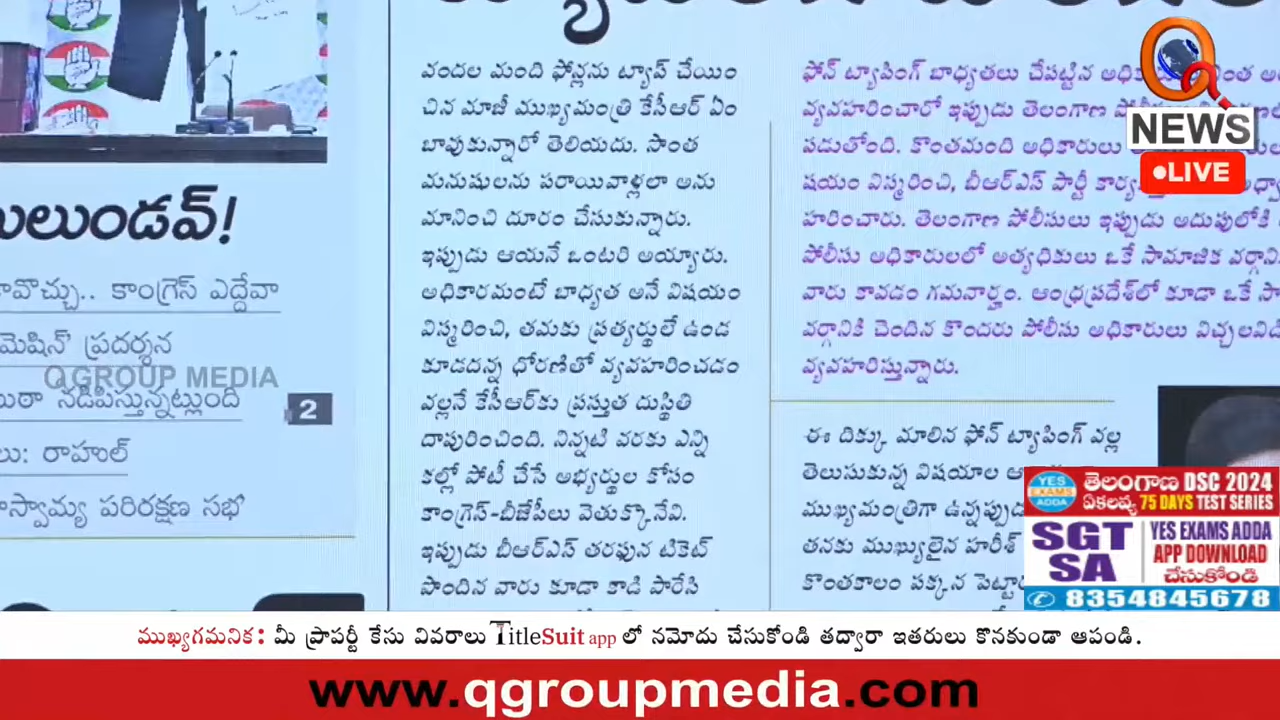 వందల మంది ఫోన్లను ట్యాప్ చేయిం
చిన మాజీ ముఖ్యమంత్రి కేసీఆర్ ఏం
బావుకున్నారో తెలియదు. సొంత
మనుషులను పరాయివాళ్లలా అను
మానించి దూరం చేసుకున్నారు.
ఇప్పుడు ఆయనే ఒంటరి అయ్యారు.
అధికారమంటే బాధ్యత అనే విషయం
విస్మరించి, తమకు ప్రత్యర్థులే ఉండ
కూడదన్న ధోరణితో వ్యవహరించడం
వల్లనే కేసీఆర్‌కు ప్రస్తుత దుస్థితి
దాపురించింది. నిన్నటి వరకు ఎన్ని
కల్లో పోటీ చేసే అభ్యర్థుల కోసం
కాంగ్రెస్-బీజేపీలు వెతుక్కొనేవి.
ఇప్పుడు బీఆర్ఎస్ తరఫున టికెట్
పొందిన వారు కూడా కాడి పారేసి
ఫోన్ ట్యాపింగ్ బాధ్యతలు చేపట్టిన
వ్యవహరించారో ఇప్పుడు తెలంగాణ
పడుతోంది. కొంతమంది అధికారులు
షయం విస్మరించి, బీఆర్ఎస్ పార్టీ
హరించారు. తెలంగాణ పోలీసులు ఇప్పుడు అదుపులోకి
పోలీసు అధికారులలో అత్యధికులు ఒకే సామాజిక
వారు కావడం గమనార్హం. ఆంధ్రప్రదేశ్‌లో కూడా ఒకే
వర్గానికి చెందిన కొందరు పోలీసు అధికారులు
వ్యవహరిస్తున్నారు.
ఈ దిక్కు మాలిన ఫోన్ ట్యాపింగ్ వల్ల
తెలుసుకున్న విషయాల
ముఖ్యమంత్రిగా ఉన్నప్పుడు
తనకు ముఖ్యులైన హరీశ్
కొంతకాలం పక్కన
కాంగ్రెస్ ఎద్దేవా
ప్రదర్శన
నడిపిస్తున్నట్లుంది
2
రాహుల్
పరిరక్షణ సభ
Q GROUP MEDIA
Q
NEWS
LIVE
YES EXAMS ADDA
తెలంగాణ DSC 2024
ఏకలవ్య 75 DAYS TEST SERIES
SGT SA
YES EXAMS ADDA
APP DOWNLOAD
చేసుకోండి
8354845678
ముఖ్యగమనిక: మీ ప్రాపర్టీ కేసు వివరాలు TitleSuit app లో నమోదు చేసుకోండి తద్వారా ఇతరులు కొనకుండా ఆపండి.
www.qgroupmedia.com